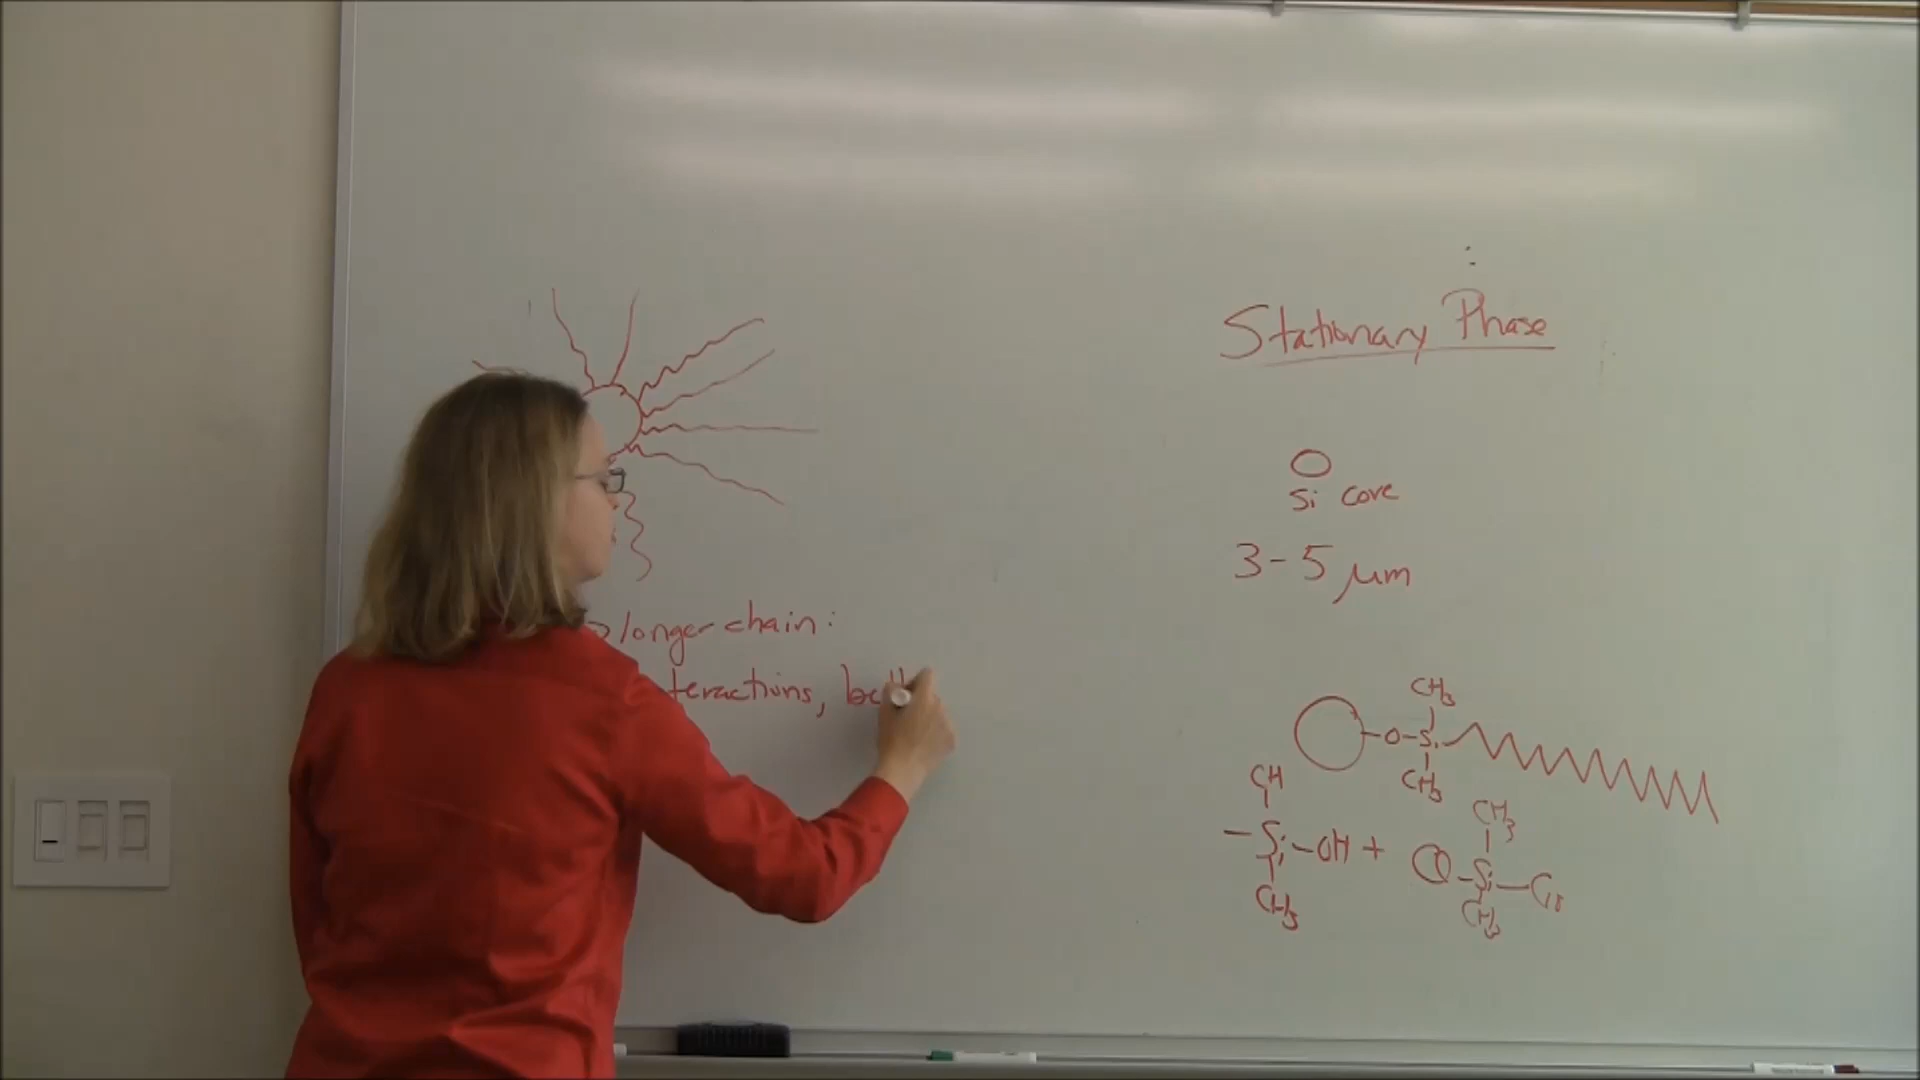 longer chain:
teractions,
Stationary Phase
Si core
3-5 μm
CH3
-O-Si
CH3
CH
-Si-OH +
CH3
CH3
-Si-C18
CH3